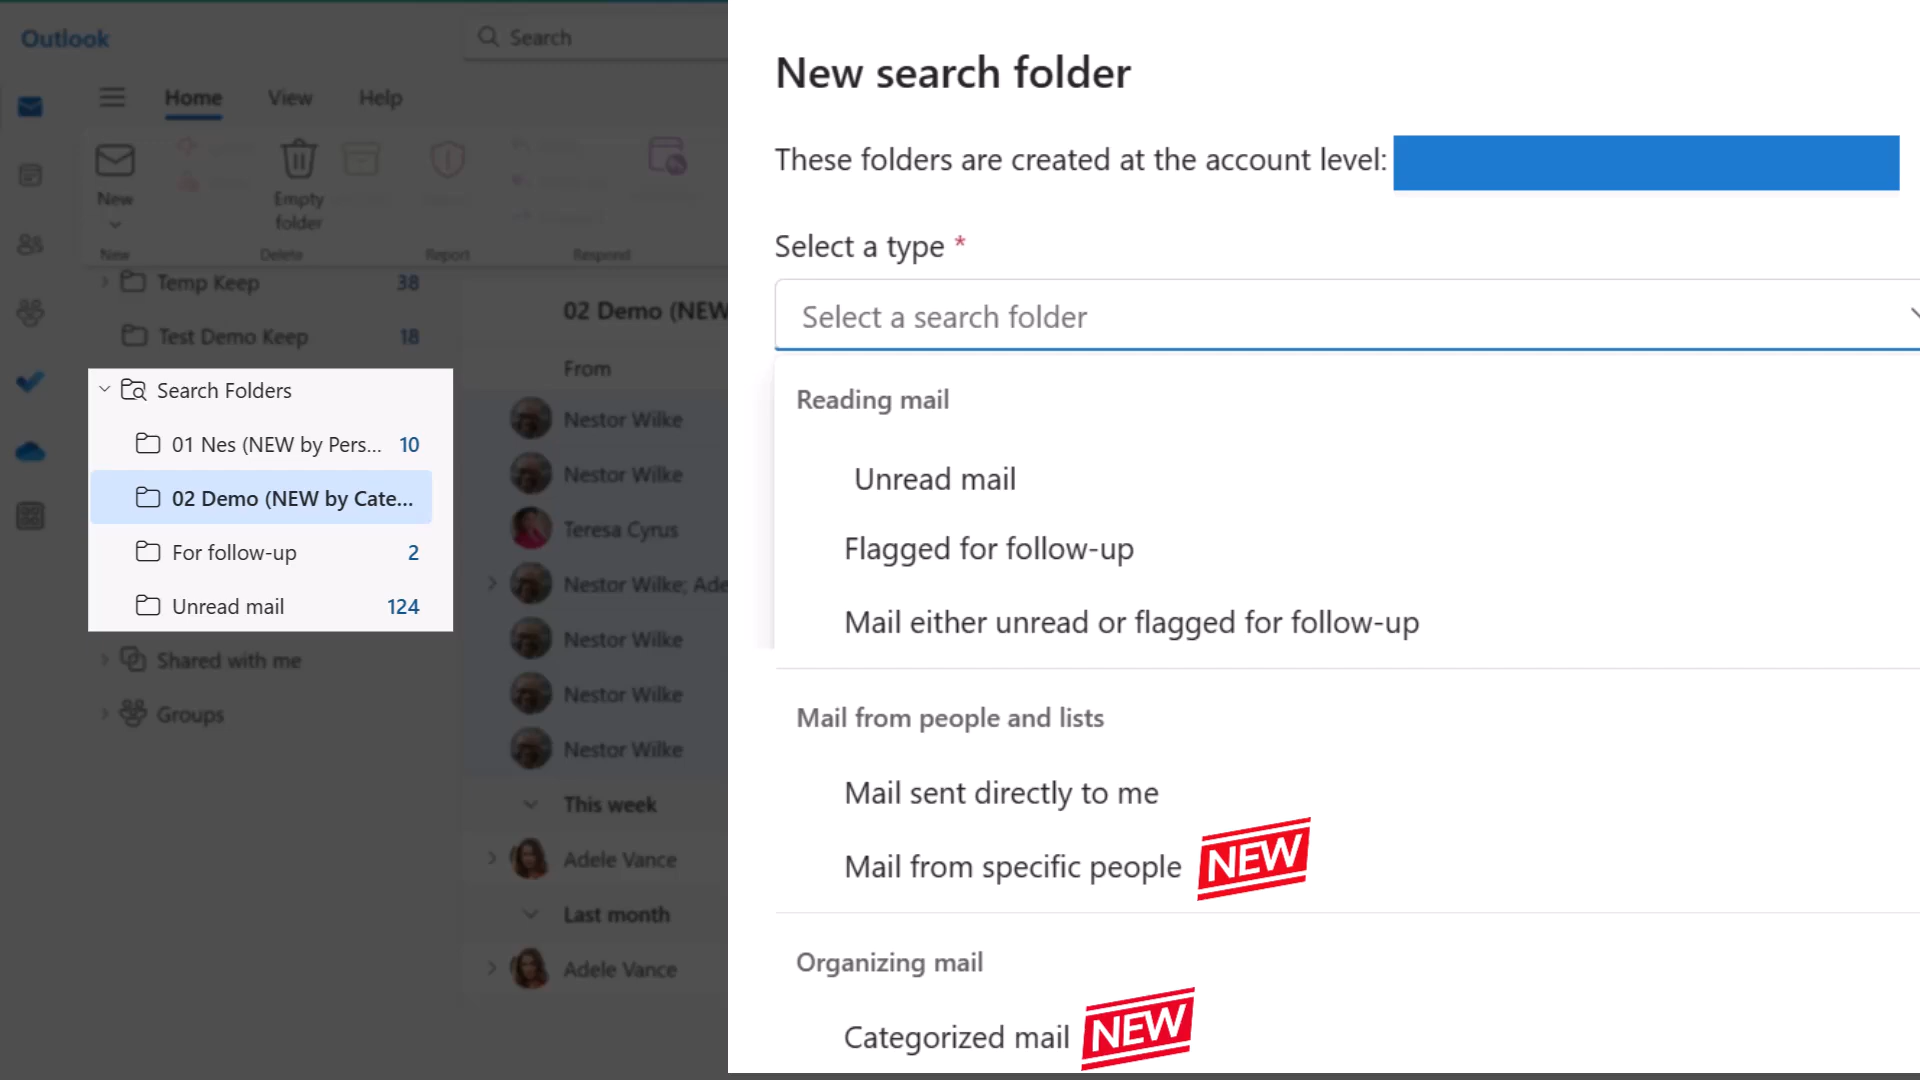 Outlook
Search
Home
View
Help
New
Empty
folder
New
Delete
Report
Respond
Temp Keep 38
Test Demo Keep 18
Search Folders
01 Nes (NEW by Pers... 10
02 Demo (NEW by Cate...
For follow-up 2
Unread mail 124
Shared with me
Groups
02 Demo (NEW
From
Nestor Wilke
Nestor Wilke
Teresa Cyrus
Nestor Wilke; Ade
Nestor Wilke
Nestor Wilke
Nestor Wilke
This week
Adele Vance
Last month
Adele Vance
New search folder
These folders are created at the account level:
Select a type *
Select a search folder
Reading mail
Unread mail
Flagged for follow-up
Mail either unread or flagged for follow-up
Mail from people and lists
Mail sent directly to me
Mail from specific people NEW
Organizing mail
Categorized mail NEW